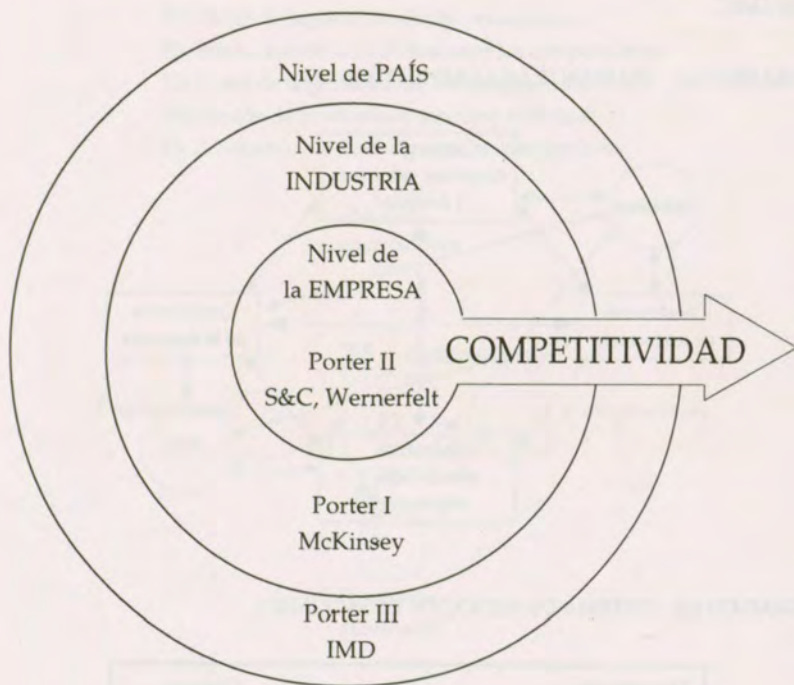 Nivel de PAÍS
Nivel de la
INDUSTRIA
Nivel de
la EMPRESA
COMPETITIVIDAD
Porter II
S&C, Wernerfelt
Porter I
McKinsey
Porter III
IMD